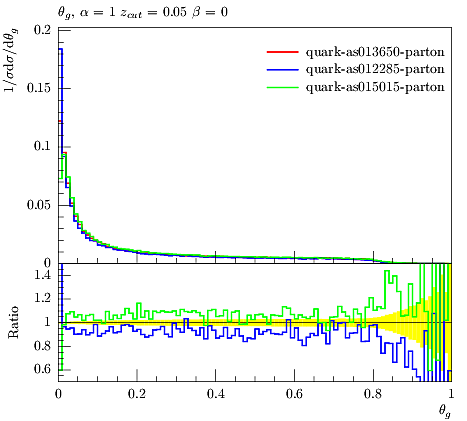 θg, α = 1 zcut = 0.05 β = 0
1/σdσ/dθg
quark-as013650-parton
quark-as012285-parton
quark-as015015-parton
0.2
0.15
0.1
0.05
0
Ratio
1.4
1.2
1
0.8
0.6
0 0.2 0.4 0.6 0.8 1
θg